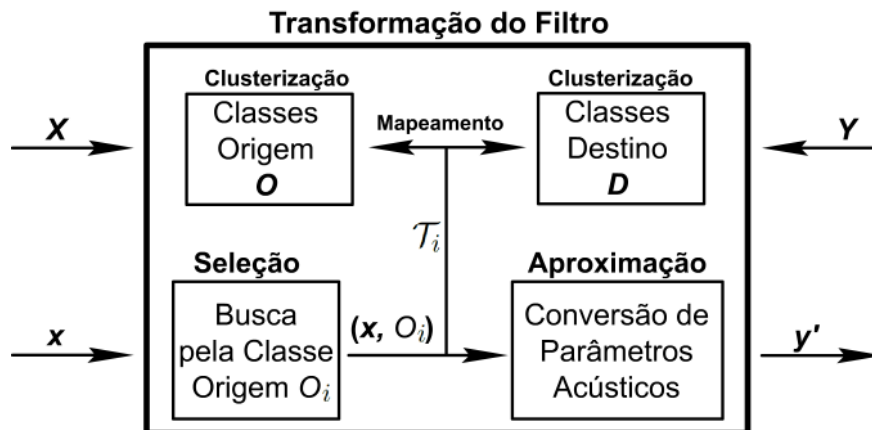 Transformação do Filtro
Clusterização
Clusterização
Classes
Origem
O
Mapeamento
Classes
Destino
D
X
Y
𝒯i
Seleção
Aproximação
Busca
pela Classe
Origem Oi
(x, Oi)
Conversão de
Parâmetros
Acústicos
x
y'